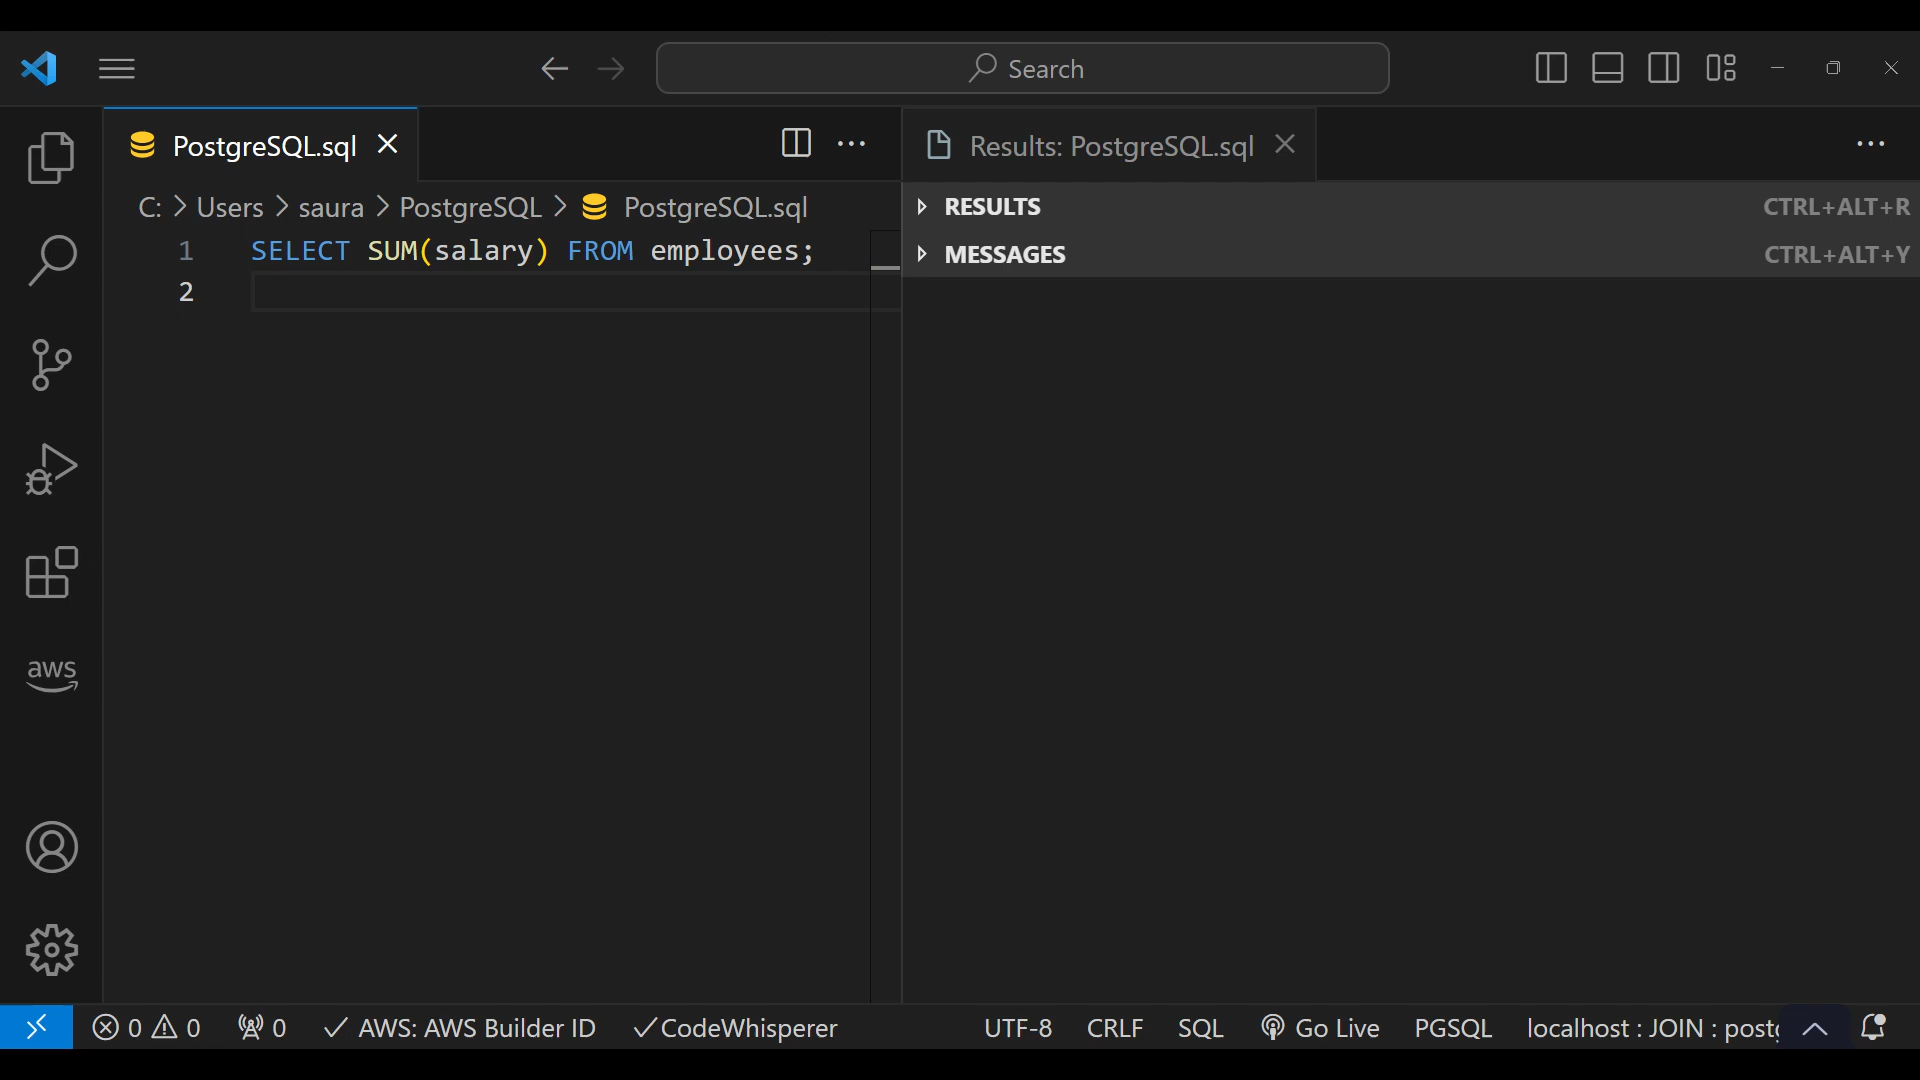 Search
PostgreSQL.sql
Results: PostgreSQL.sql
C: > Users > saura > PostgreSQL > PostgreSQL.sql
1 SELECT SUM(salary) FROM employees;
2
RESULTS CTRL+ALT+R
MESSAGES CTRL+ALT+Y
aws
0 0 0 AWS: AWS Builder ID CodeWhisperer UTF-8 CRLF SQL Go Live PGSQL localhost : JOIN : postg